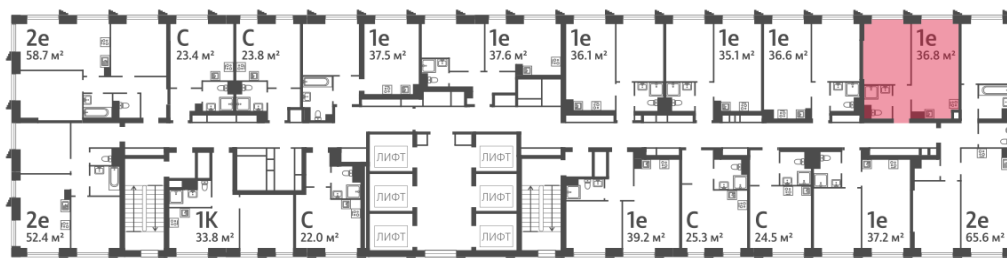 2е
58.7 м²
С
23.4 м²
С
23.8 м²
1е
37.5 м²
1е
37.6 м²
1е
36.1 м²
1е
35.1 м²
1е
36.6 м²
1е
36.8 м²
ЛИФТ
ЛИФТ
ЛИФТ
ЛИФТ
ЛИФТ
ЛИФТ
2е
52.4 м²
1К
33.8 м²
С
22.0 м²
1е
39.2 м²
С
25.3 м²
С
24.5 м²
1е
37.2 м²
2е
65.6 м²